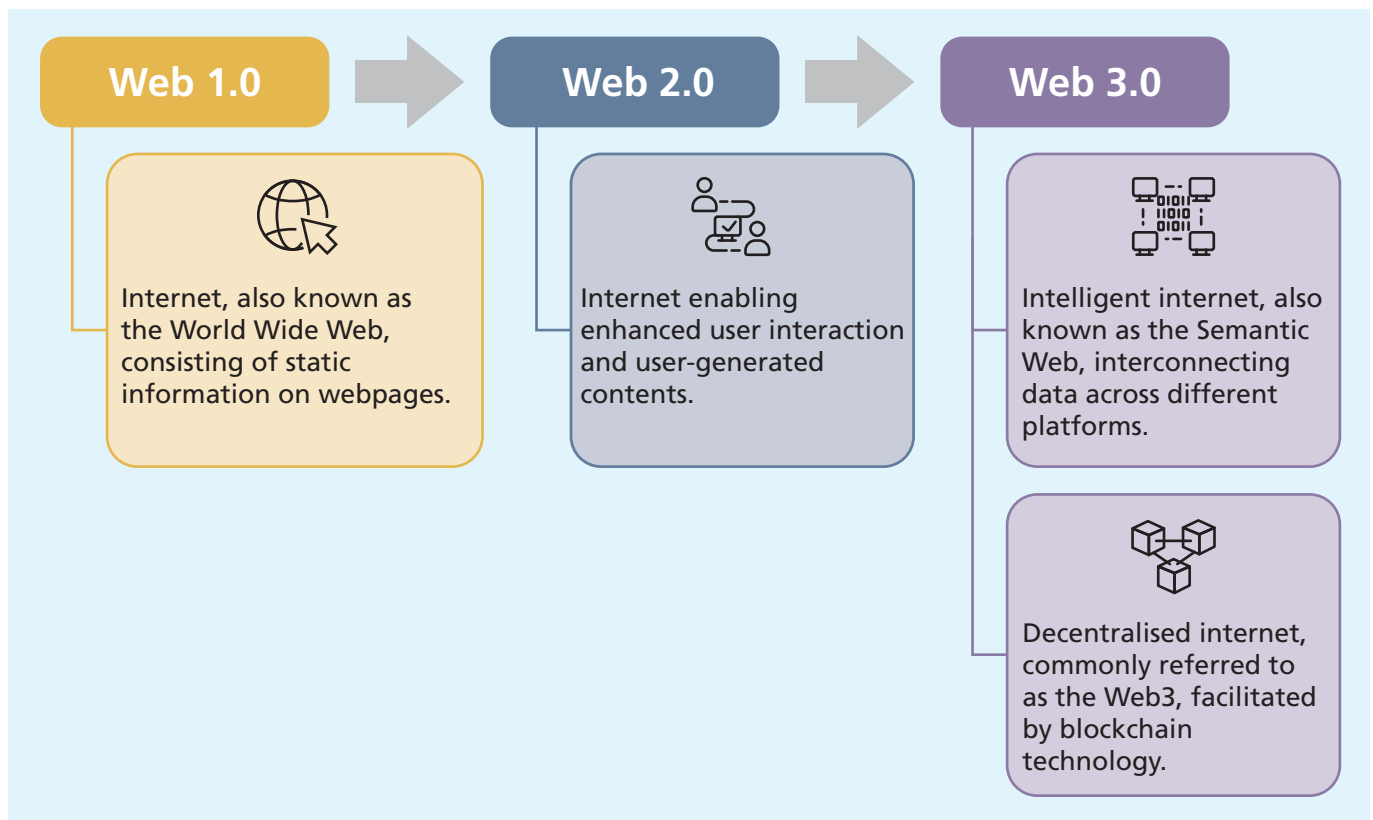 Web 1.0
Web 2.0
Web 3.0
Internet, also known as
the World Wide Web,
consisting of static
information on webpages.
Internet enabling
enhanced user interaction
and user-generated
contents.
Intelligent internet, also
known as the Semantic
Web, interconnecting
data across different
platforms.
Decentralised internet,
commonly referred to
as the Web3, facilitated
by blockchain
technology.